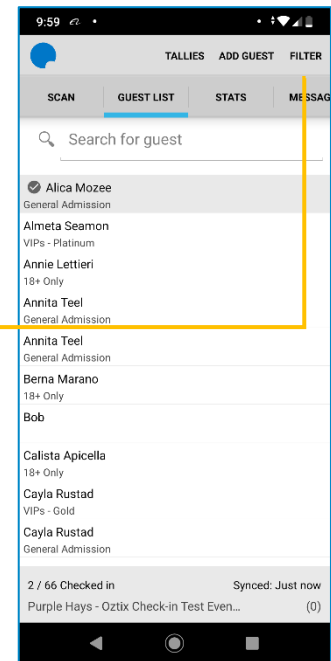 9:59
TALLIES ADD GUEST FILTER
SCAN GUEST LIST STATS MESSAG
Search for guest
Alica Mozee
General Admission
Almeta Seamon
VIPs - Platinum
Annie Lettieri
18+ Only
Annita Teel
General Admission
Annita Teel
General Admission
Berna Marano
18+ Only
Bob
Calista Apicella
18+ Only
Cayla Rustad
VIPs - Gold
Cayla Rustad
General Admission
2 / 66 Checked in Synced: Just now
Purple Hays - Oztix Check-in Test Even... (0)